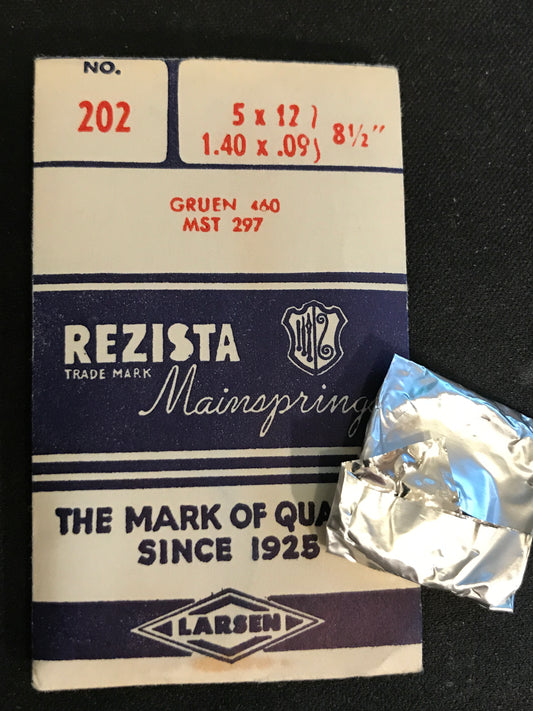 NO.
202
5 x 12 }
1.40 x .09 } 8½"
GRUEN 460
MST 297
REZISTA
TRADE MARK
Mainspring
THE MARK OF QUA
SINCE 1925
LARSEN